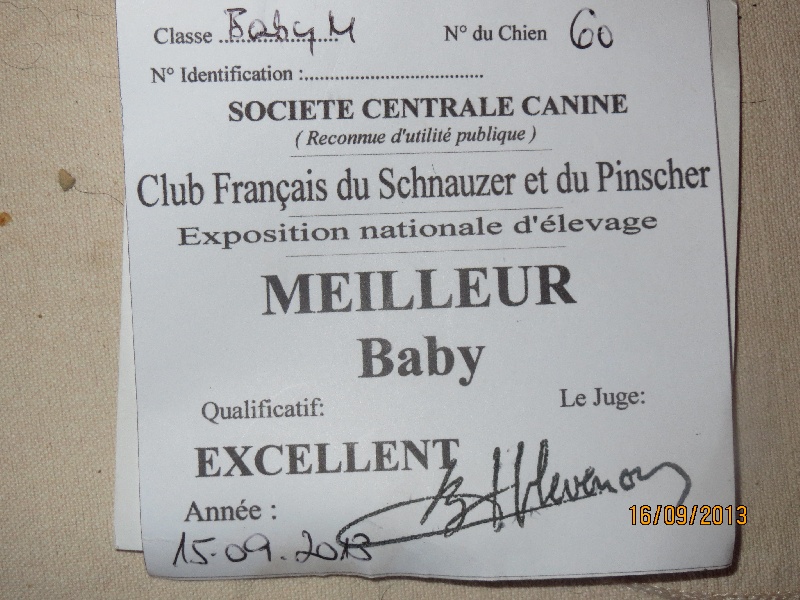 Classe Baby M N° du Chien 60
N° Identification :....................................
SOCIETE CENTRALE CANINE
( Reconnue d'utilité publique )
Club Français du Schnauzer et du Pinscher
Exposition nationale d'élevage
MEILLEUR
Baby
Qualificatif: Le Juge:
EXCELLENT
Année :
15-09.2013
16/09/2013